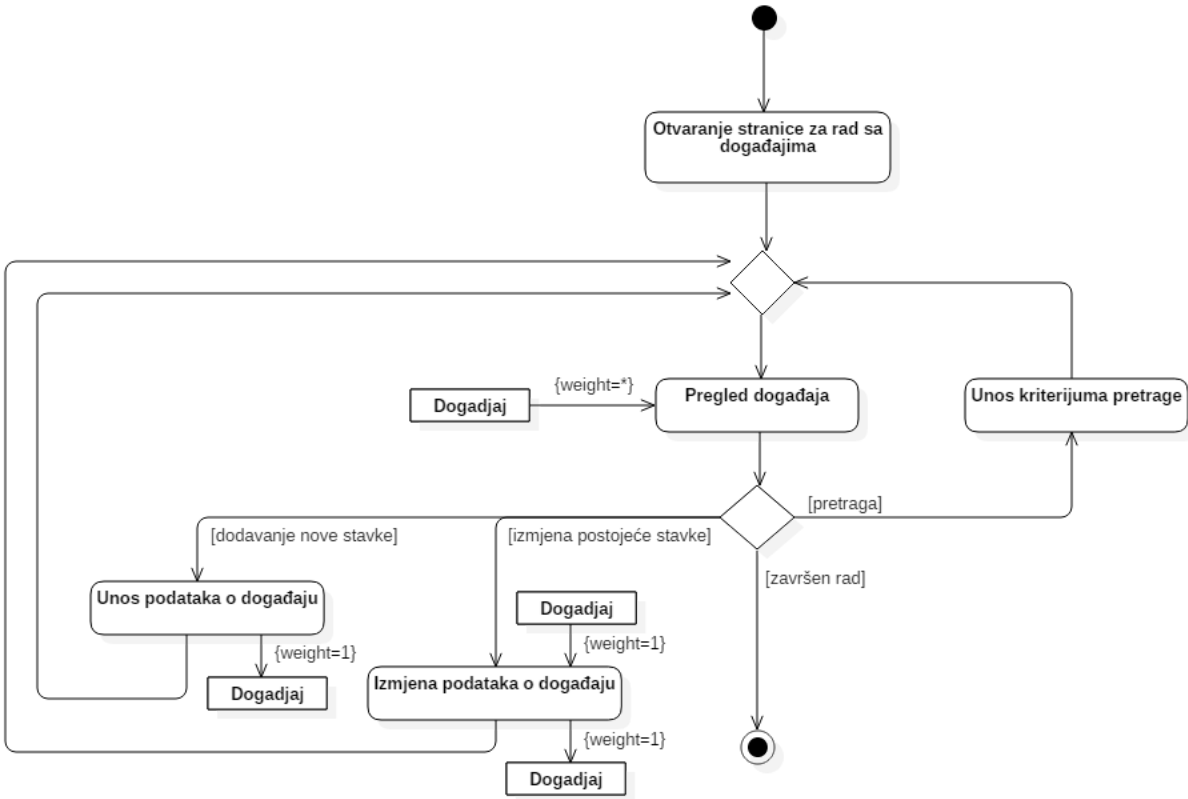 Otvaranje stranice za rad sa
događajima
{weight=*}
Dogadjaj
Pregled događaja
Unos kriterijuma pretrage
[pretraga]
[dodavanje nove stavke]
[izmjena postojeće stavke]
[završen rad]
Unos podataka o događaju
Dogadjaj
{weight=1}
{weight=1}
Dogadjaj
Izmjena podataka o događaju
{weight=1}
Dogadjaj